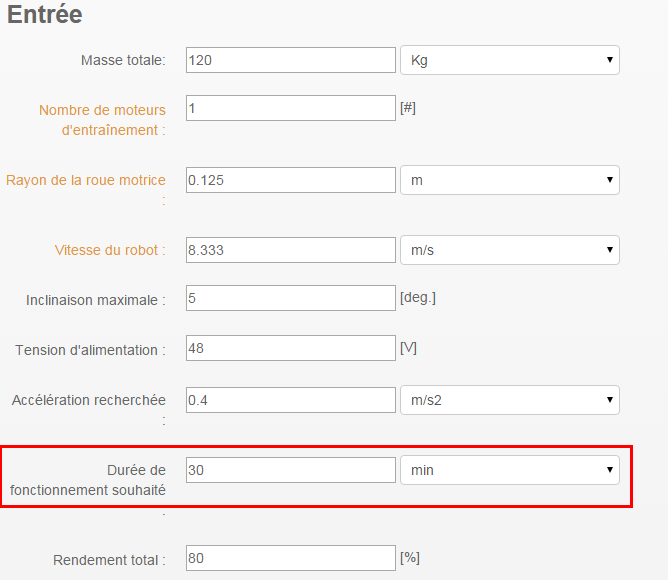 Entrée
Masse totale: 120 Kg
Nombre de moteurs 1 [#]
d'entraînement :
Rayon de la roue motrice 0.125 m
:
Vitesse du robot : 8.333 m/s
Inclinaison maximale : 5 [deg.]
Tension d'alimentation : 48 [V]
Accélération recherchée 0.4 m/s2
:
Durée de 30 min
fonctionnement souhaité
:
Rendement total : 80 [%]